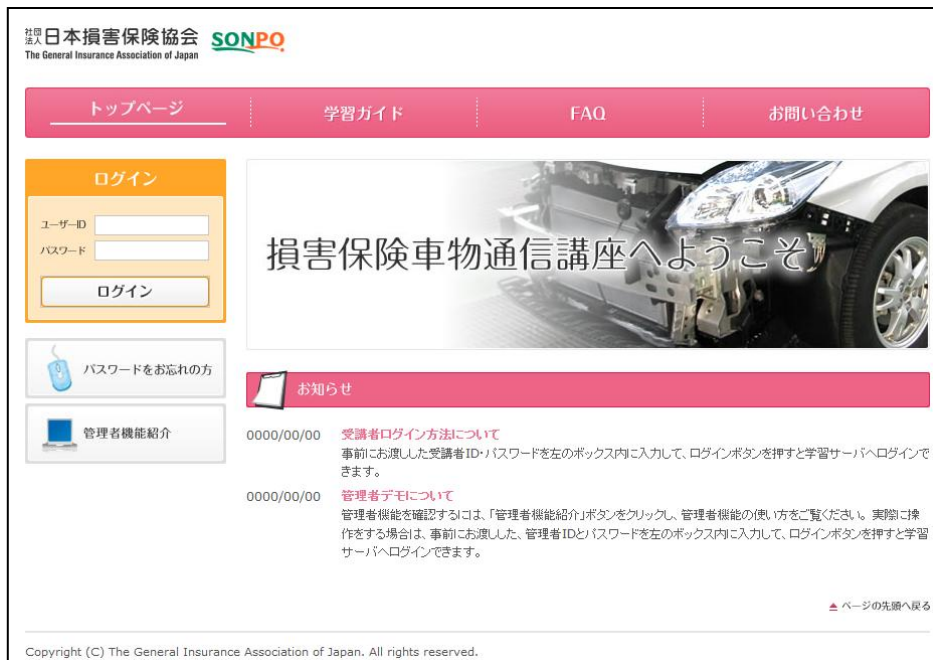 社団法人日本損害保険協会 SONPO
The General Insurance Association of Japan
トップページ 学習ガイド FAQ お問い合わせ
ログイン
ユーザーID
パスワード
ログイン
パスワードをお忘れの方
管理者機能紹介
損害保険車物通信講座へようこそ
お知らせ
0000/00/00 受講者ログイン方法について
事前にお渡しした受講者ID・パスワードを左のボックス内に入力して、ログインボタンを押すと学習サーバへログインで
きます。
0000/00/00 管理者デモについて
管理者機能を確認するには、「管理者機能紹介」ボタンをクリックし、管理者機能の使い方をご覧ください。実際に操
作をする場合は、事前にお渡しした、管理者IDとパスワードを左のボックス内に入力して、ログインボタンを押すと学習
サーバへログインできます。
ページの先頭へ戻る
Copyright (C) The General Insurance Association of Japan. All rights reserved.